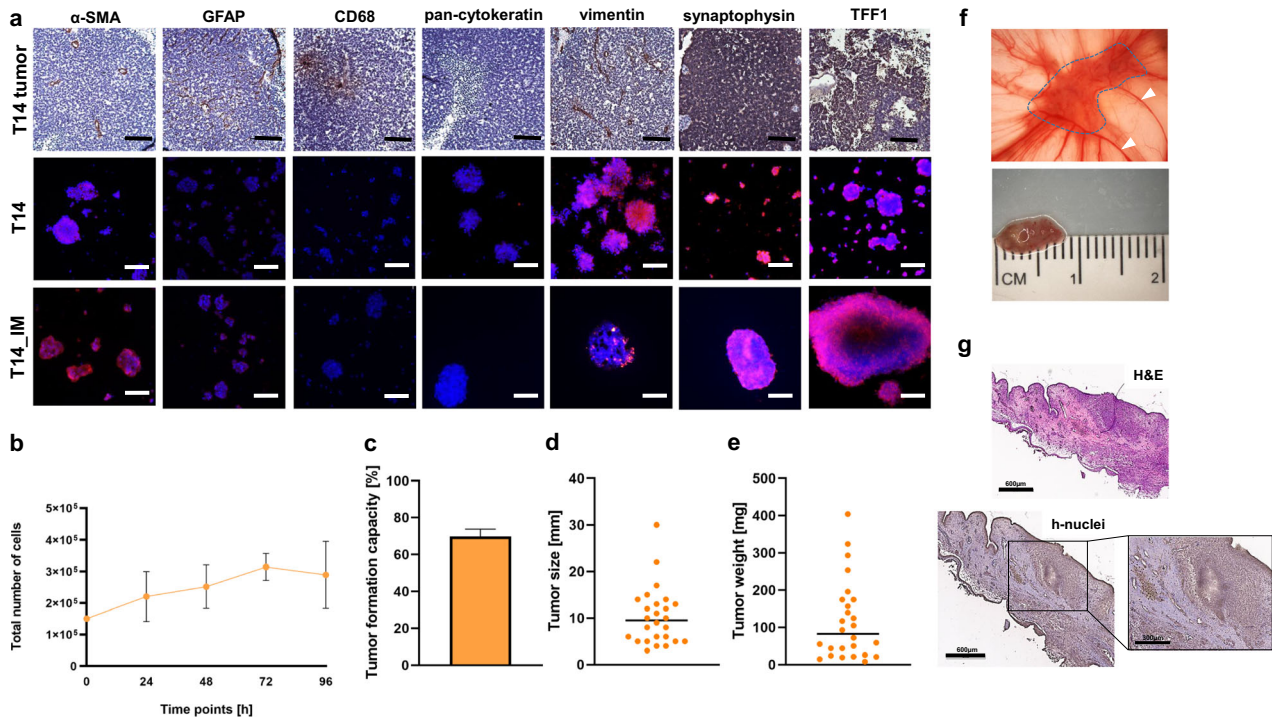 a
α-SMA GFAP CD68 pan-cytokeratin vimentin synaptophysin TFF1
T14 tumor
T14
T14_IM
b
Total number of cells
5×10⁵
4×10⁵
3×10⁵
2×10⁵
1×10⁵
0
0 24 48 72 96
Time points [h]
c
Tumor formation capacity [%]
100
80
60
40
20
0
d
Tumor size [mm]
40
30
20
10
0
e
Tumor weight [mg]
500
400
300
200
100
0
f
CM 1 2
g
H&E
600μm
h-nuclei
600μm
300μm